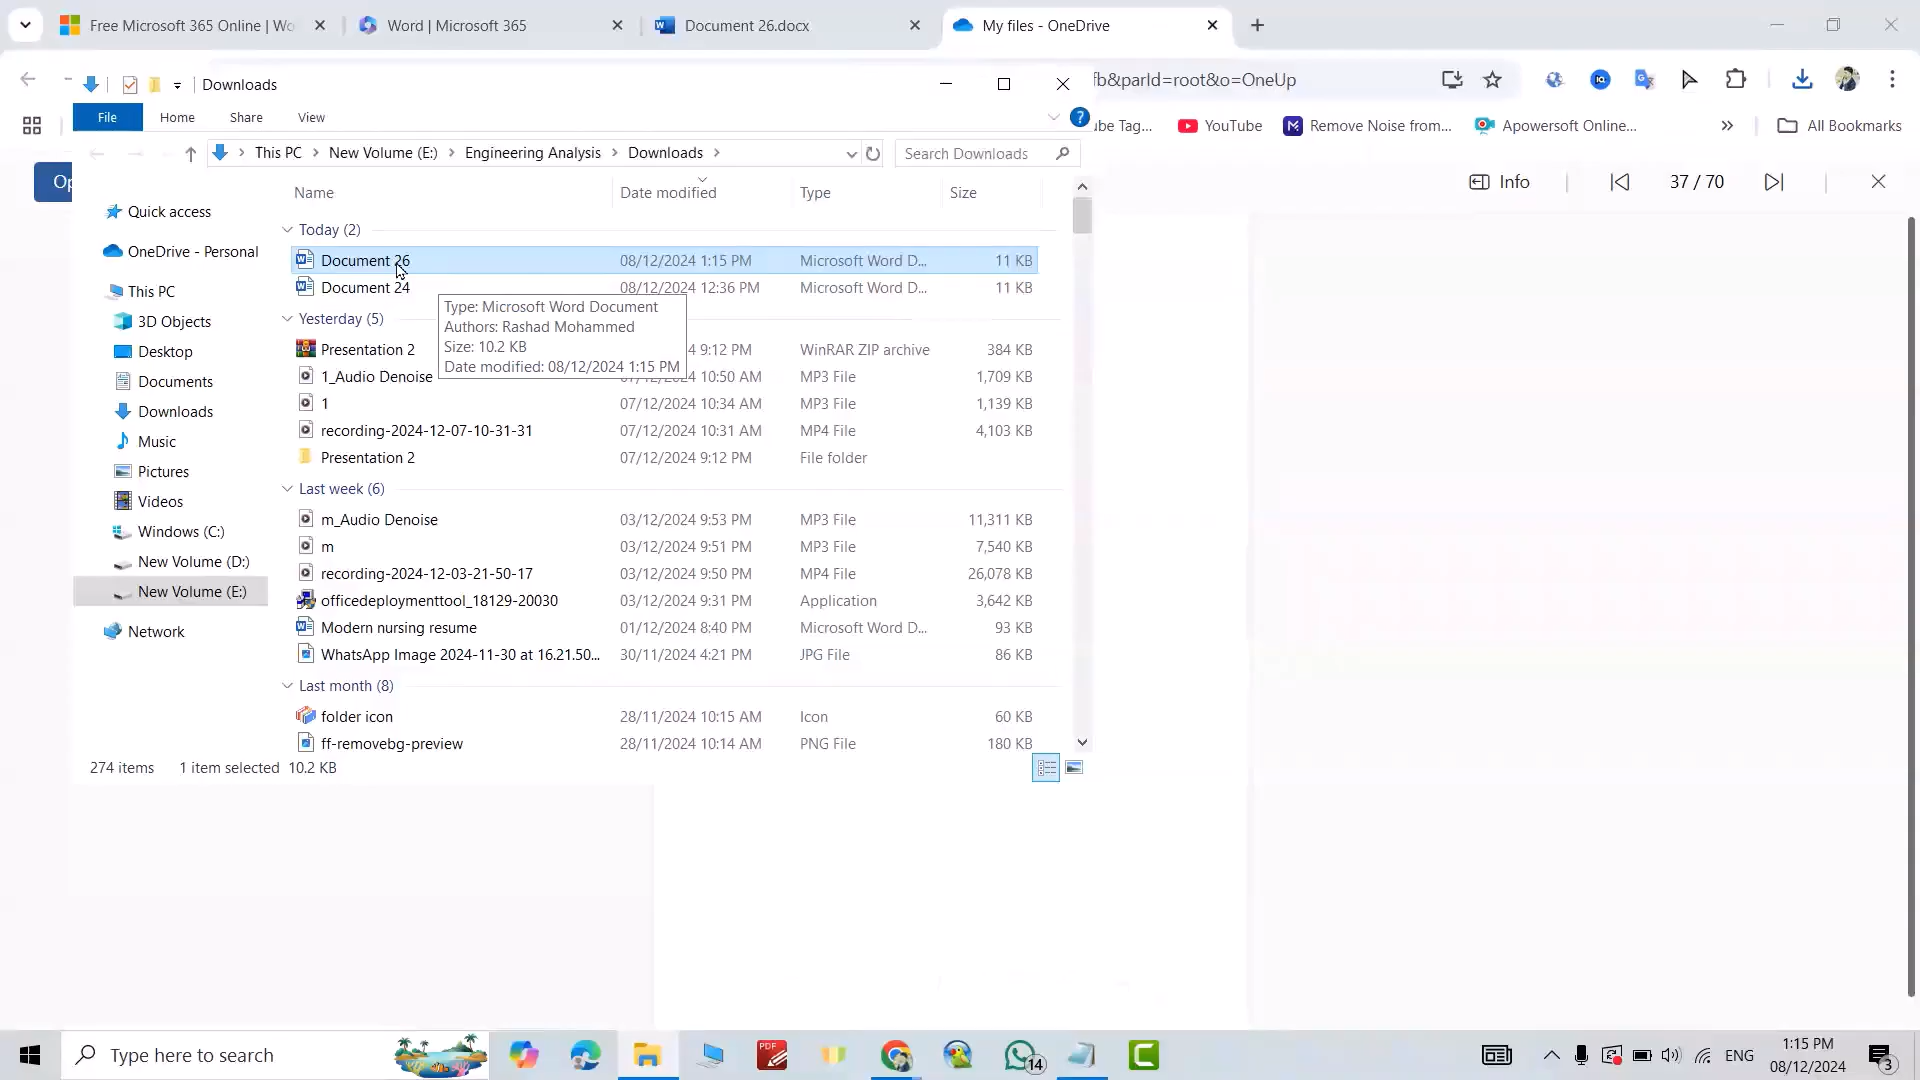 Free Microsoft 365 Online | Wo
Word | Microsoft 365
Document 26.docx
My files - OneDrive
Downloads
fb&parId=root&o=OneUp
File Home Share View
ube Tag...
YouTube
Remove Noise from...
Apowersoft Online...
All Bookmarks
This PC > New Volume (E:) > Engineering Analysis > Downloads >
Search Downloads
Op
Info
37 / 70
Name Date modified Type Size
Quick access
OneDrive - Personal
This PC
3D Objects
Desktop
Documents
Downloads
Music
Pictures
Videos
Windows (C:)
New Volume (D:)
New Volume (E:)
Network
Today (2)
Document 26 08/12/2024 1:15 PM Microsoft Word D... 11 KB
Document 24 08/12/2024 12:36 PM Microsoft Word D... 11 KB
Type: Microsoft Word Document
Authors: Rashad Mohammed
Size: 10.2 KB
Date modified: 08/12/2024 1:15 PM
Yesterday (5)
Presentation 2 4 9:12 PM WinRAR ZIP archive 384 KB
1_Audio Denoise 07/12/2024 10:50 AM MP3 File 1,709 KB
1 07/12/2024 10:34 AM MP3 File 1,139 KB
recording-2024-12-07-10-31-31 07/12/2024 10:31 AM MP4 File 4,103 KB
Presentation 2 07/12/2024 9:12 PM File folder
Last week (6)
m_Audio Denoise 03/12/2024 9:53 PM MP3 File 11,311 KB
m 03/12/2024 9:51 PM MP3 File 7,540 KB
recording-2024-12-03-21-50-17 03/12/2024 9:50 PM MP4 File 26,078 KB
officedeploymenttool_18129-20030 03/12/2024 9:31 PM Application 3,642 KB
Modern nursing resume 01/12/2024 8:40 PM Microsoft Word D... 93 KB
WhatsApp Image 2024-11-30 at 16.21.50... 30/11/2024 4:21 PM JPG File 86 KB
Last month (8)
folder icon 28/11/2024 10:15 AM Icon 60 KB
ff-removebg-preview 28/11/2024 10:14 AM PNG File 180 KB
274 items 1 item selected 10.2 KB
Type here to search
PDF
14
ENG
1:15 PM
08/12/2024
3